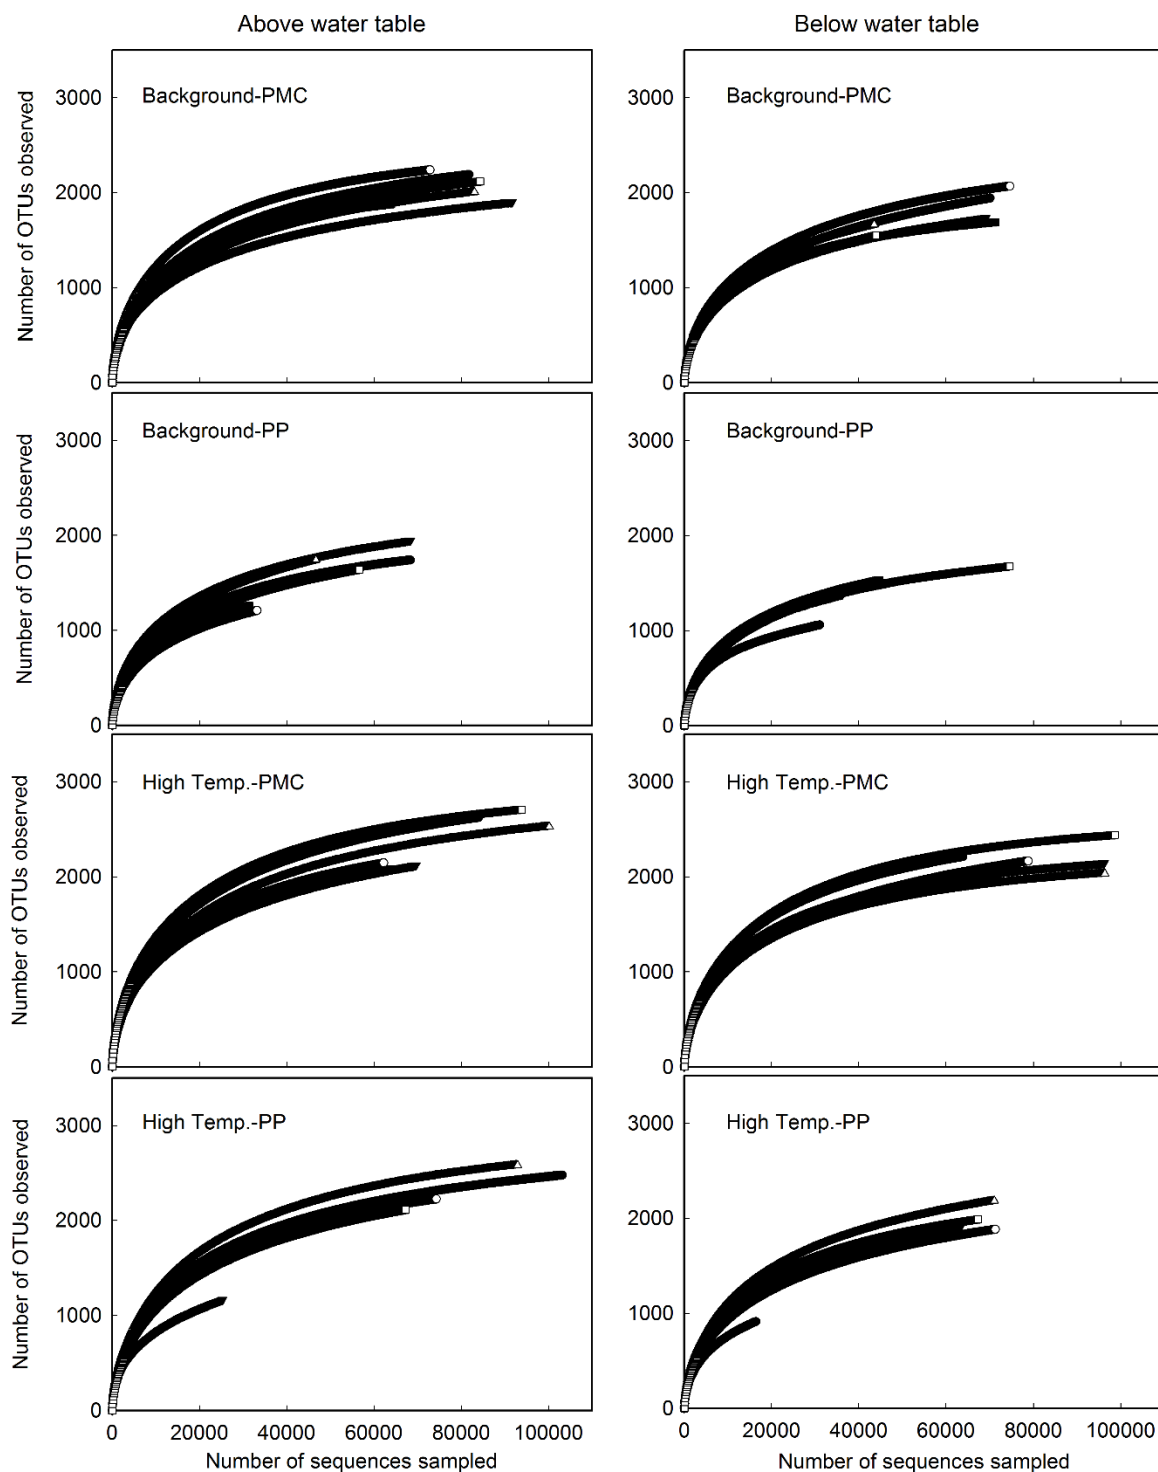 Above water table
Below water table
Number of OTUs observed
3000
2000
1000
0
Background-PMC
3000
2000
1000
0
Background-PMC
Number of OTUs observed
3000
2000
1000
0
Background-PP
3000
2000
1000
0
Background-PP
Number of OTUs observed
3000
2000
1000
0
High Temp.-PMC
3000
2000
1000
0
High Temp.-PMC
Number of OTUs observed
3000
2000
1000
0
High Temp.-PP
3000
2000
1000
0
High Temp.-PP
0 20000 40000 60000 80000 100000
Number of sequences sampled
0 20000 40000 60000 80000 100000
Number of sequences sampled